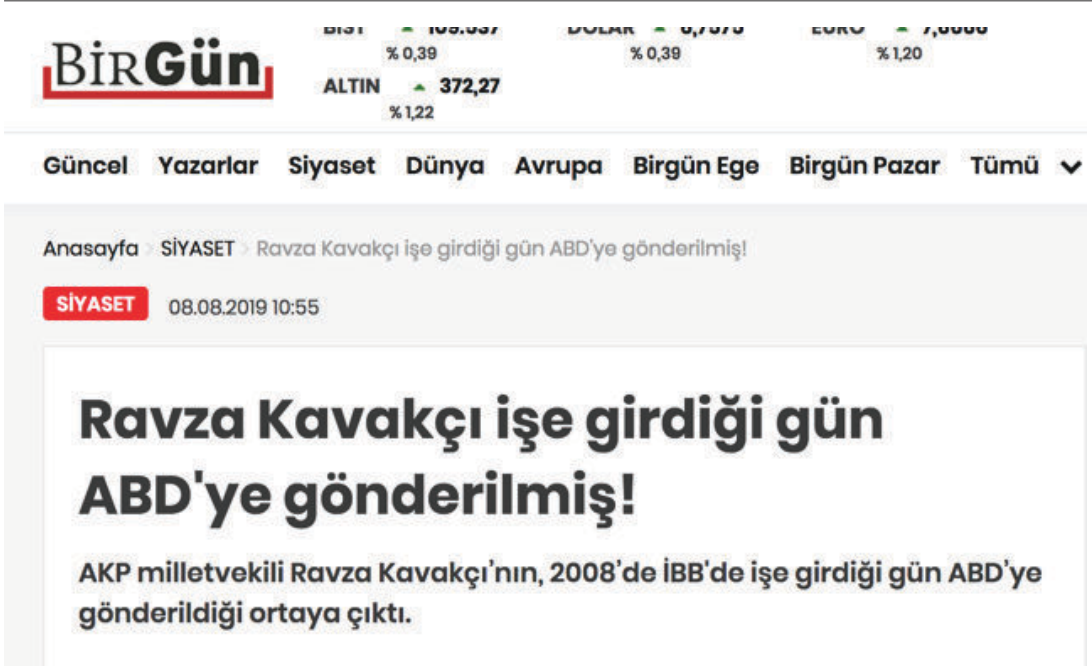 BİRGün
% 0,39 % 0,39 % 1,20
ALTIN 372,27
% 1,22
Güncel Yazarlar Siyaset Dünya Avrupa Birgün Ege Birgün Pazar Tümü
Anasayfa SİYASET Ravza Kavakçı işe girdiği gün ABD'ye gönderilmiş!
SİYASET 08.08.2019 10:55
Ravza Kavakçı işe girdiği gün
ABD'ye gönderilmiş!
AKP milletvekili Ravza Kavakçı’nın, 2008’de İBB'de işe girdiği gün ABD’ye
gönderildiği ortaya çıktı.